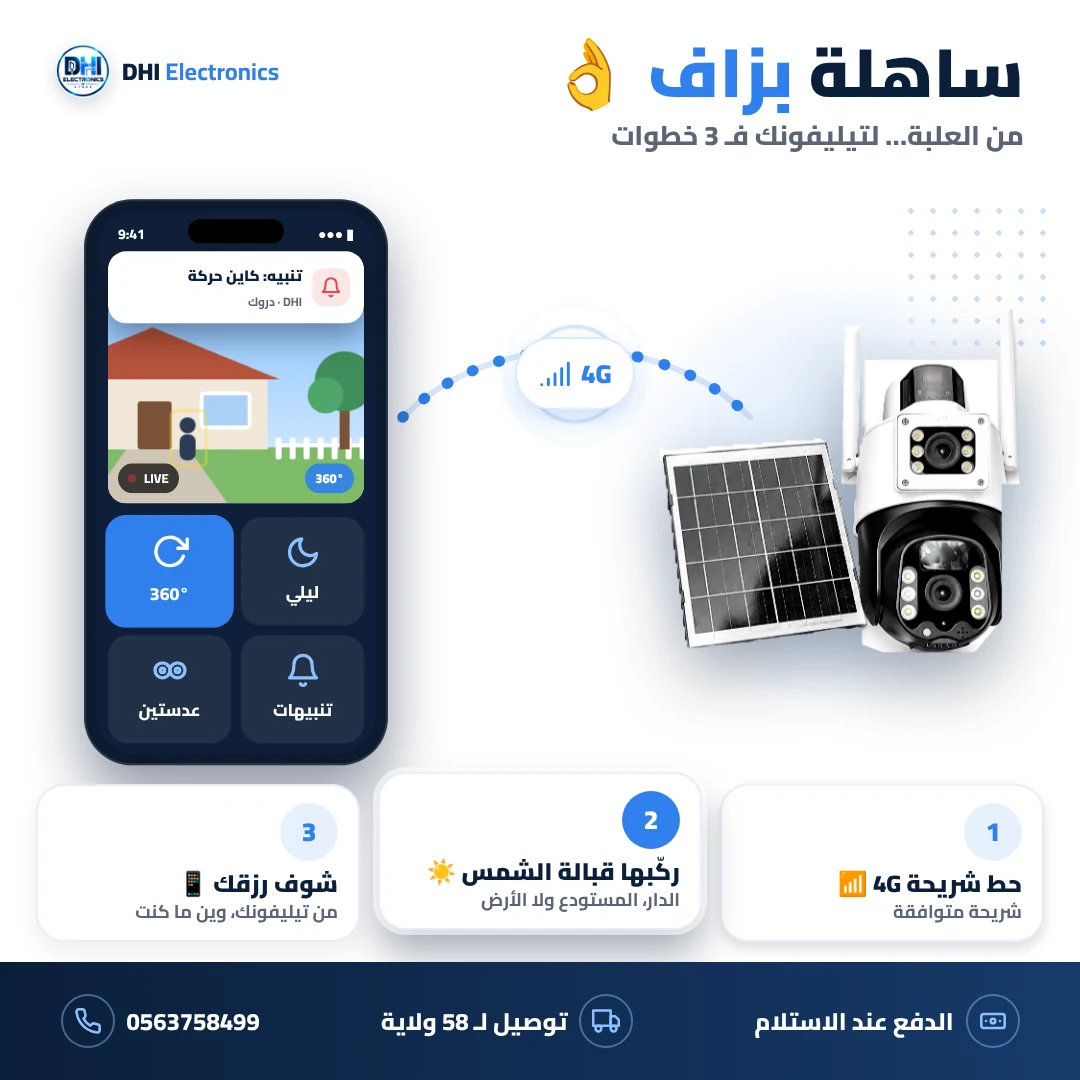 ساهلة بزاف 👌
من العلبة... لتيليفونك فـ 3 خطوات
DHI ELECTRONICS
DHI Electronics
9:41
تنبيه: كاين حركة
DHI · دروك
LIVE
360°
360°
ليلي
عدستين
تنبيهات
4G
1
حط شريحة 4G 📶
شريحة متوافقة
2
ركّبها قبالة الشمس ☀️
الدار، المستودع ولا الأرض
3
شوف رزقك 📱
من تيليفونك، وين ما كنت
الدفع عند الاستلام
توصيل لـ 58 ولاية
0563758499